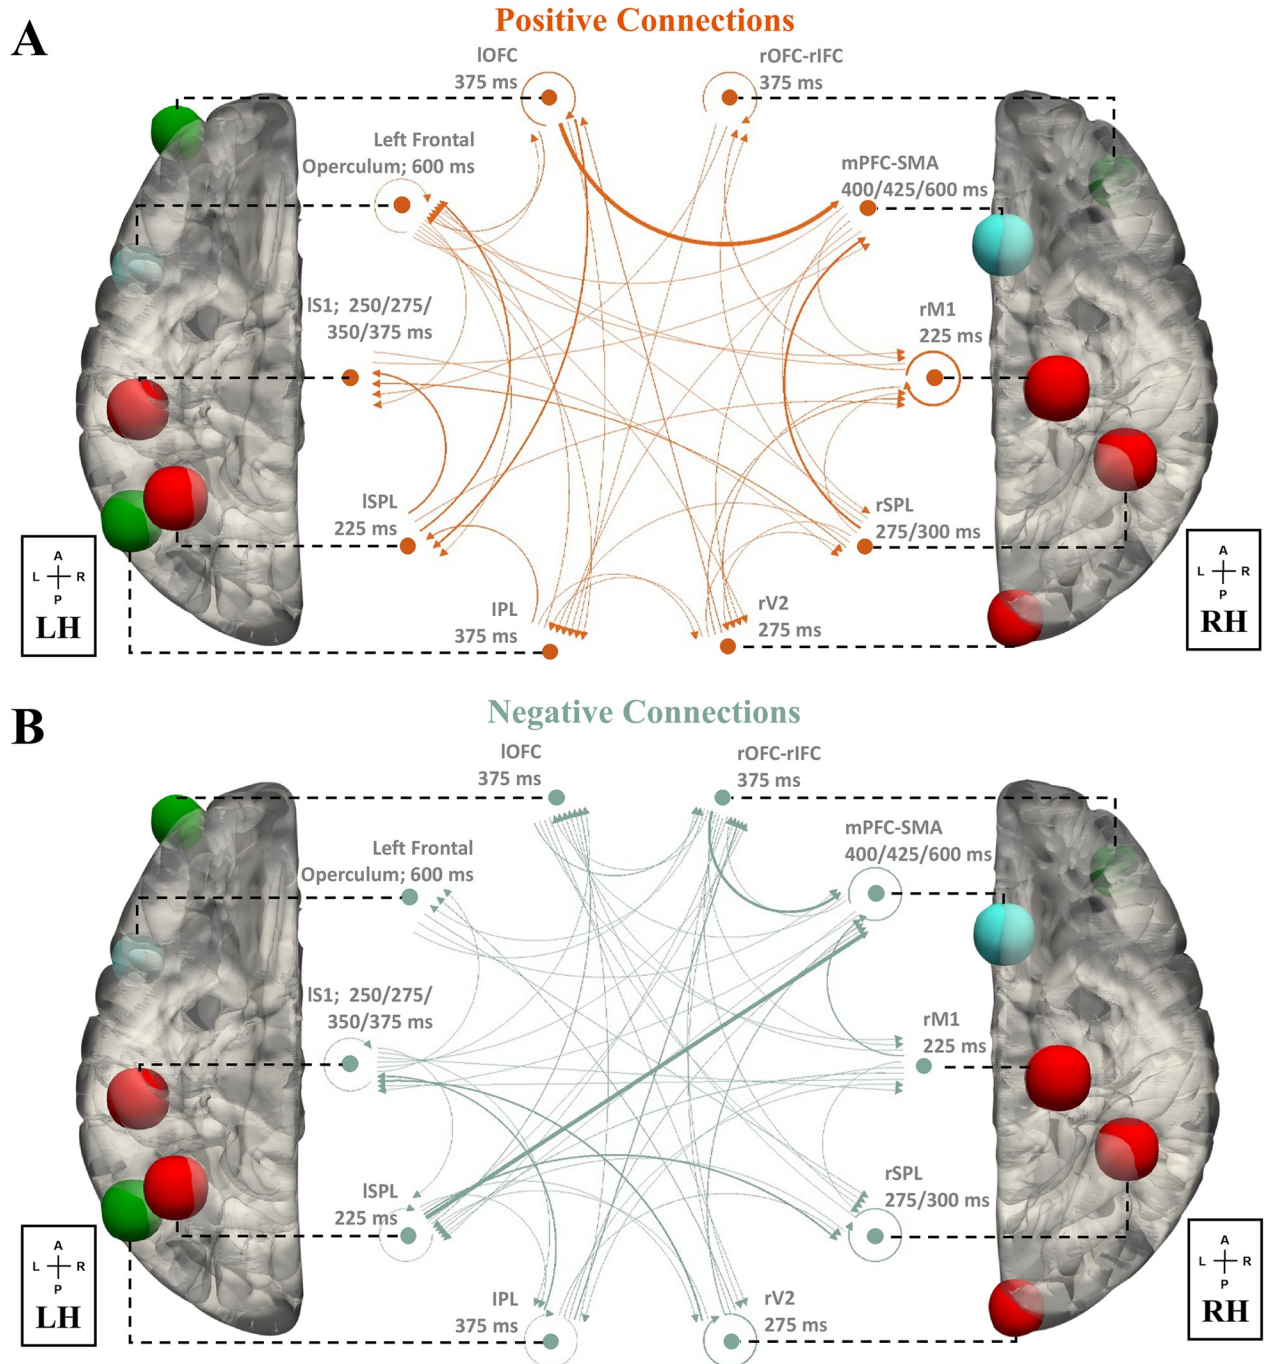 A
Positive Connections
lOFC
375 ms
rOFC-rIFC
375 ms
Left Frontal
Operculum; 600 ms
mPFC-SMA
400/425/600 ms
lS1; 250/275/
350/375 ms
rM1
225 ms
lSPL
225 ms
rSPL
275/300 ms
A
L R
P
LH
A
L R
P
RH
IPL
375 ms
rV2
275 ms
B
Negative Connections
lOFC
375 ms
rOFC-rIFC
375 ms
Left Frontal
Operculum; 600 ms
mPFC-SMA
400/425/600 ms
lS1; 250/275/
350/375 ms
rM1
225 ms
lSPL
225 ms
rSPL
275/300 ms
A
L R
P
LH
A
L R
P
RH
IPL
375 ms
rV2
275 ms